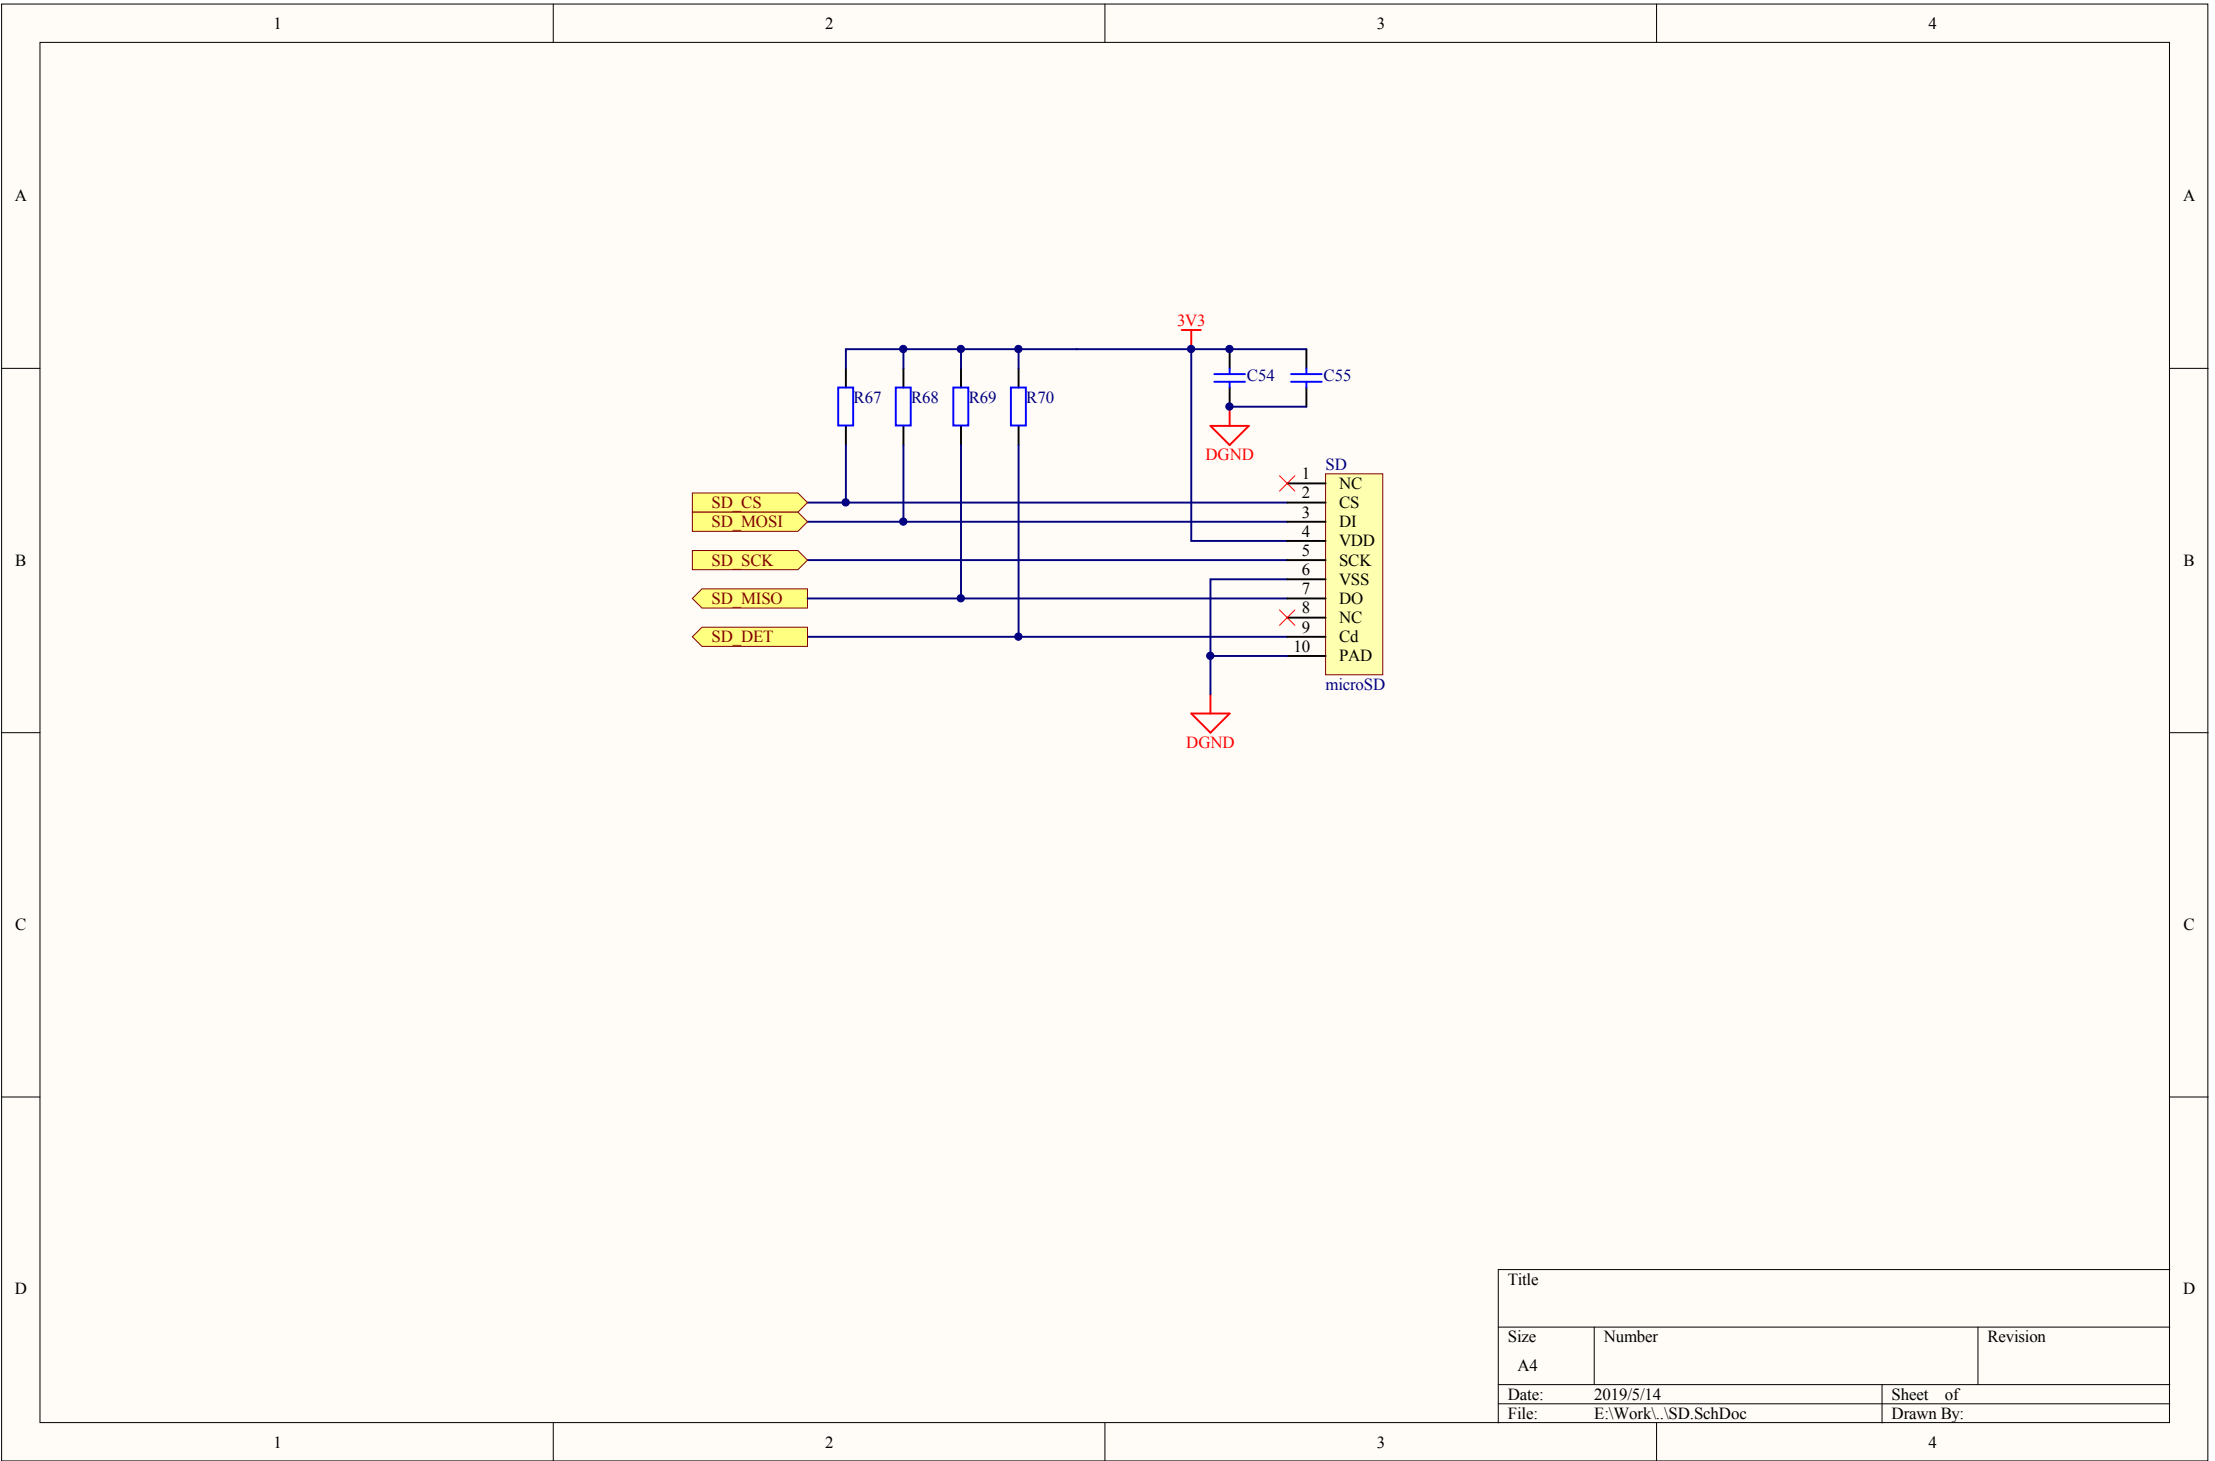 1 2 3 4
A A
3V3
R67 R68 R69 R70 C54 C55
DGND
SD
1 NC
SD_CS 2 CS
SD_MOSI 3 DI
4 VDD
SD_SCK 5 SCK
6 VSS
SD_MISO 7 DO
8 NC
SD_DET 9 Cd
10 PAD
microSD
DGND
B B
C C
D D
Title
Size Number Revision
A4
Date: 2019/5/14 Sheet of
File: E:\Work\..\SD.SchDoc Drawn By:
1 2 3 4